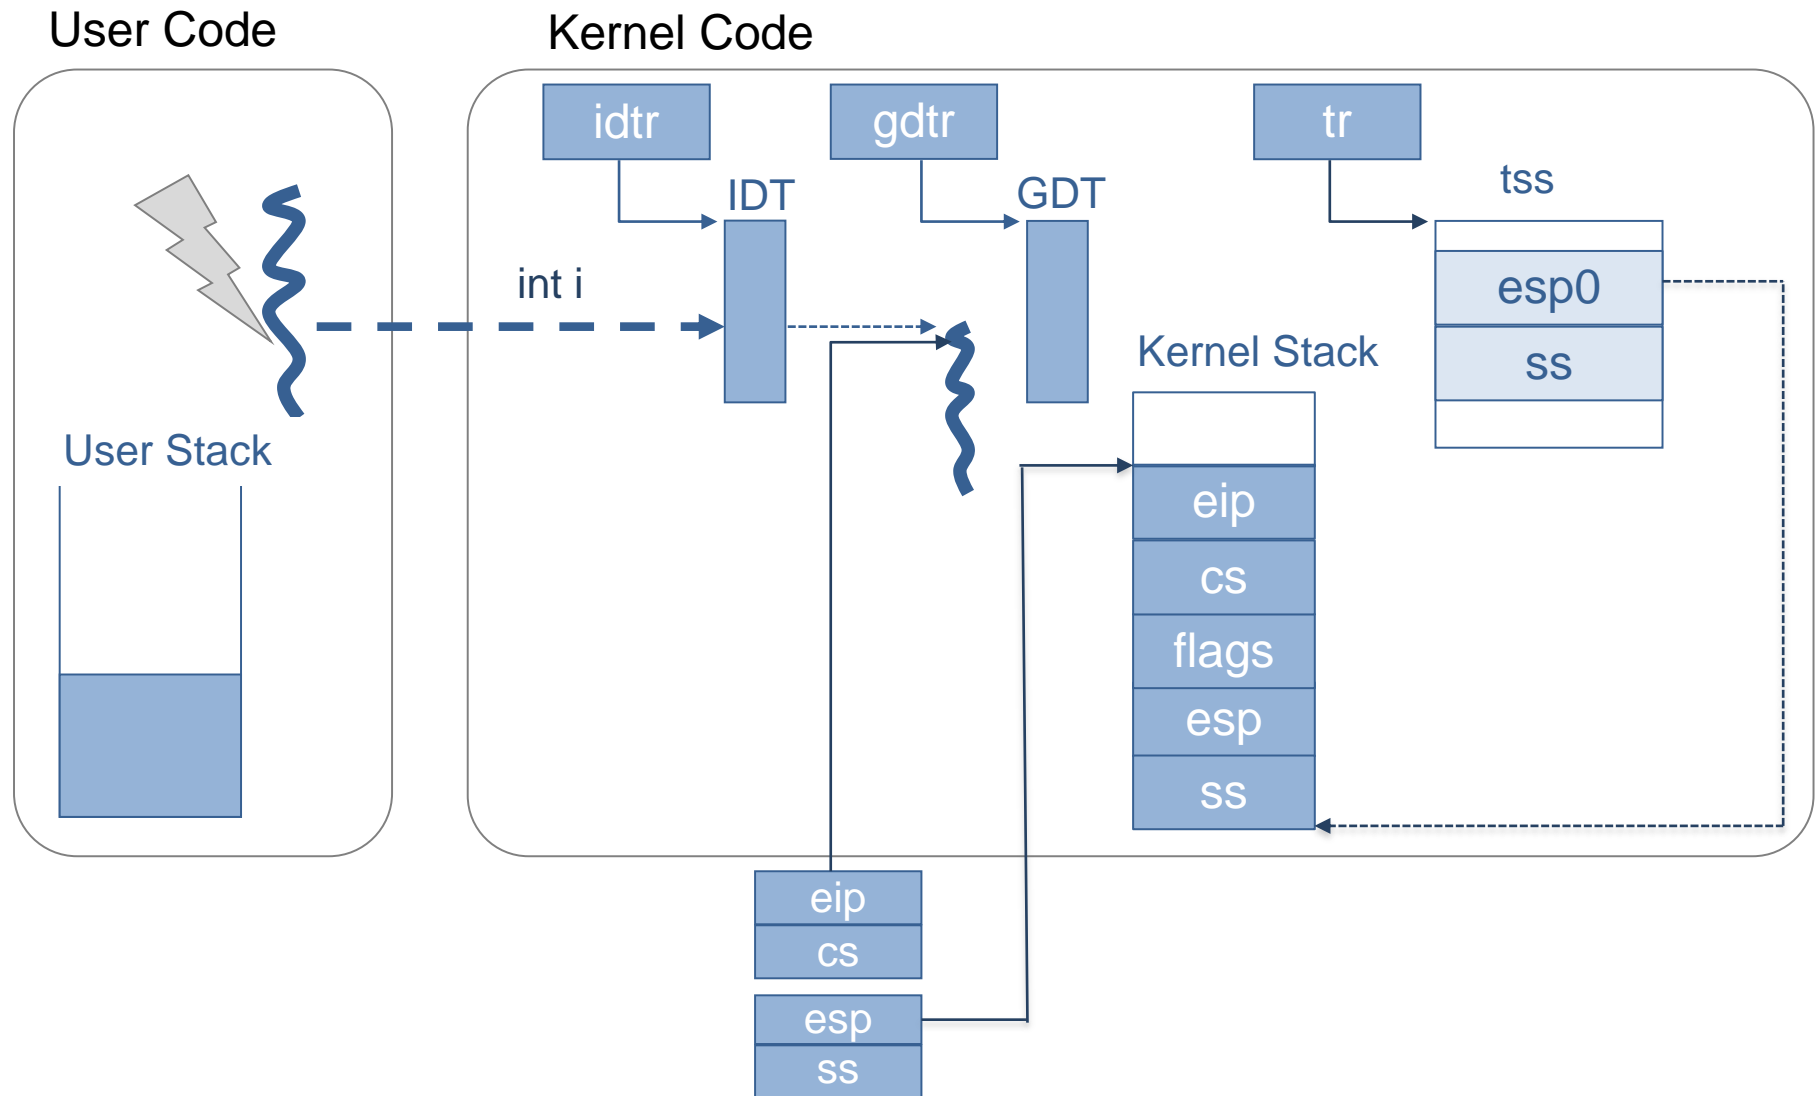 User Code
Kernel Code
idtr
gdtr
tr
IDT
GDT
tss
int i
esp0
Kernel Stack
ss
User Stack
eip
cs
flags
esp
ss
eip
cs
esp
ss